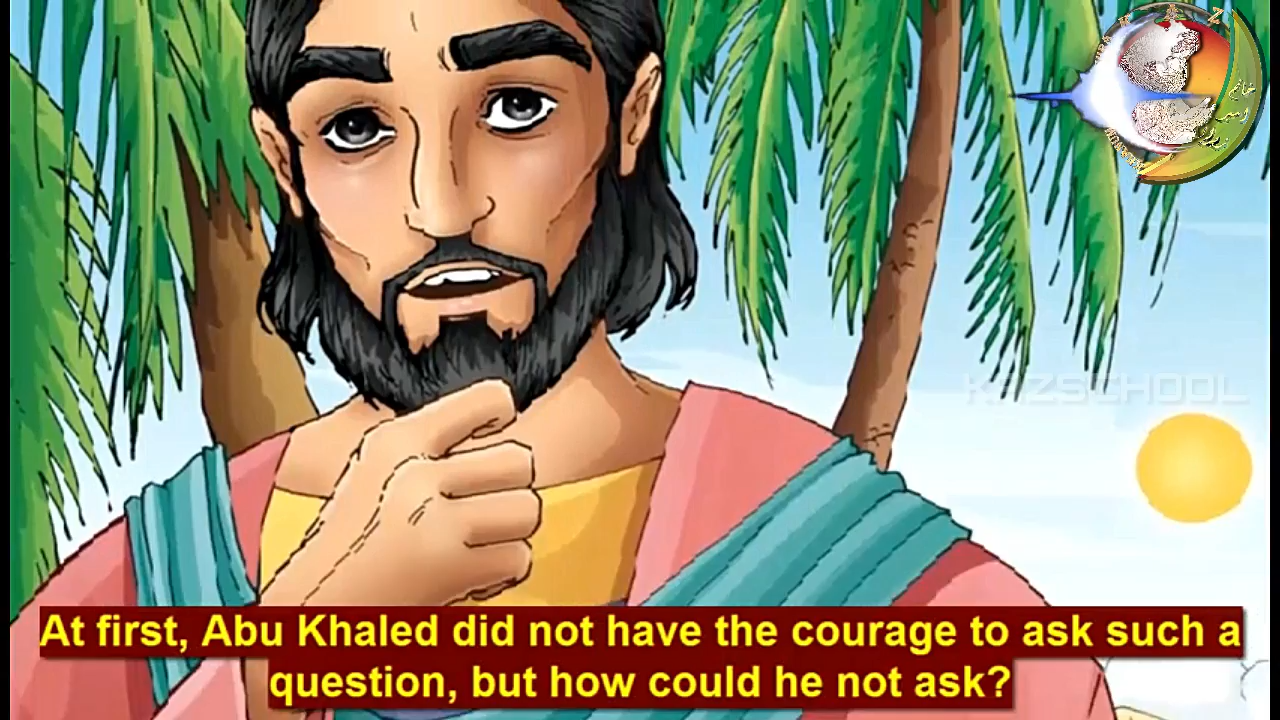 KAZSCHOOL
At first, Abu Khaled did not have the courage to ask such a
question, but how could he not ask?